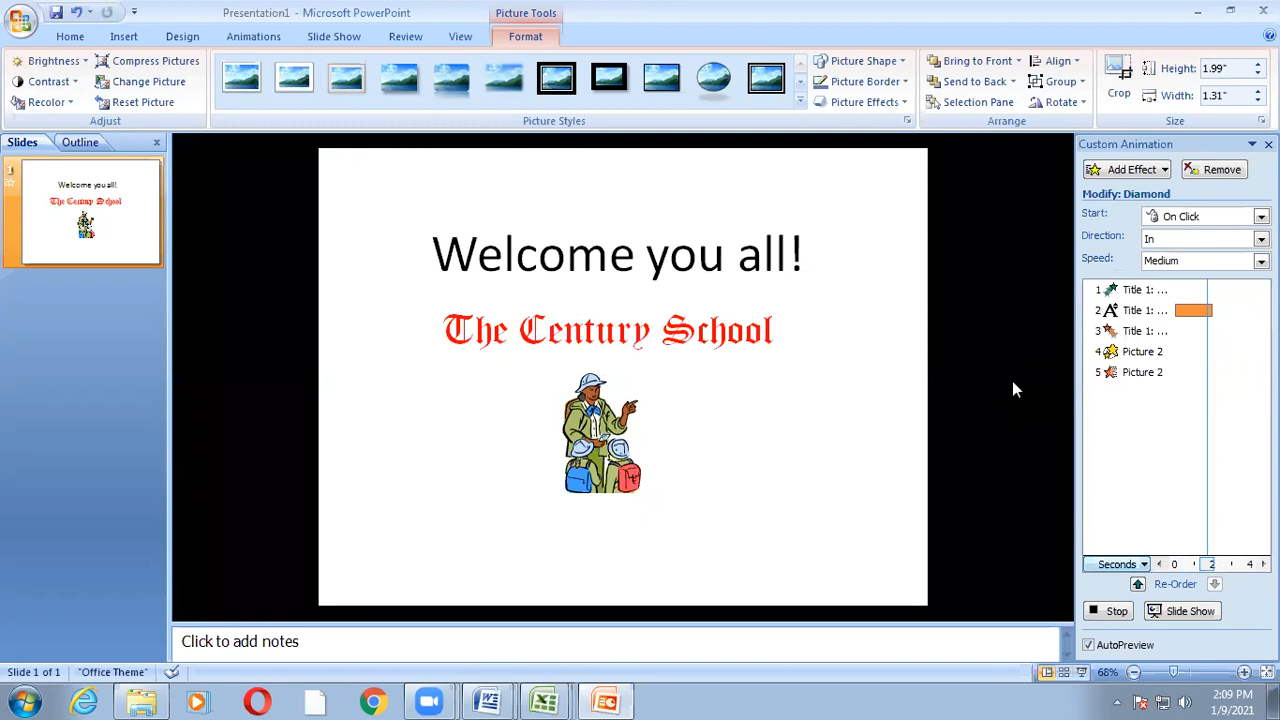 Presentation1 - Microsoft PowerPoint
Picture Tools
Home
Insert
Design
Animations
Slide Show
Review
View
Format
Brightness
Compress Pictures
Contrast
Change Picture
Recolor
Reset Picture
Adjust
Picture Styles
Picture Shape
Picture Border
Picture Effects
Bring to Front
Send to Back
Selection Pane
Align
Group
Rotate
Arrange
Crop
Height: 1.99"
Width: 1.31"
Size
Slides
Outline
1
Welcome you all!
The Century School
Welcome you all!
The Century School
Click to add notes
Custom Animation
Add Effect
Remove
Modify: Diamond
Start: On Click
Direction: In
Speed: Medium
1 Title 1: ...
2 Title 1: ...
3 Title 1: ...
4 Picture 2
5 Picture 2
Seconds 0 2 4
Re-Order
Stop
Slide Show
AutoPreview
Slide 1 of 1
"Office Theme"
68%
2:09 PM
1/9/2021